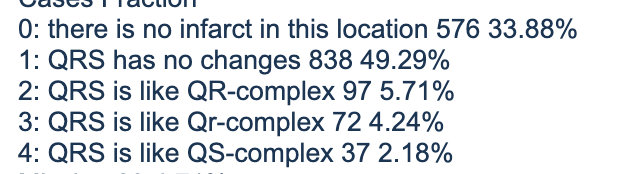 Cases Fraction
0: there is no infarct in this location 576 33.88%
1: QRS has no changes 838 49.29%
2: QRS is like QR-complex 97 5.71%
3: QRS is like Qr-complex 72 4.24%
4: QRS is like QS-complex 37 2.18%